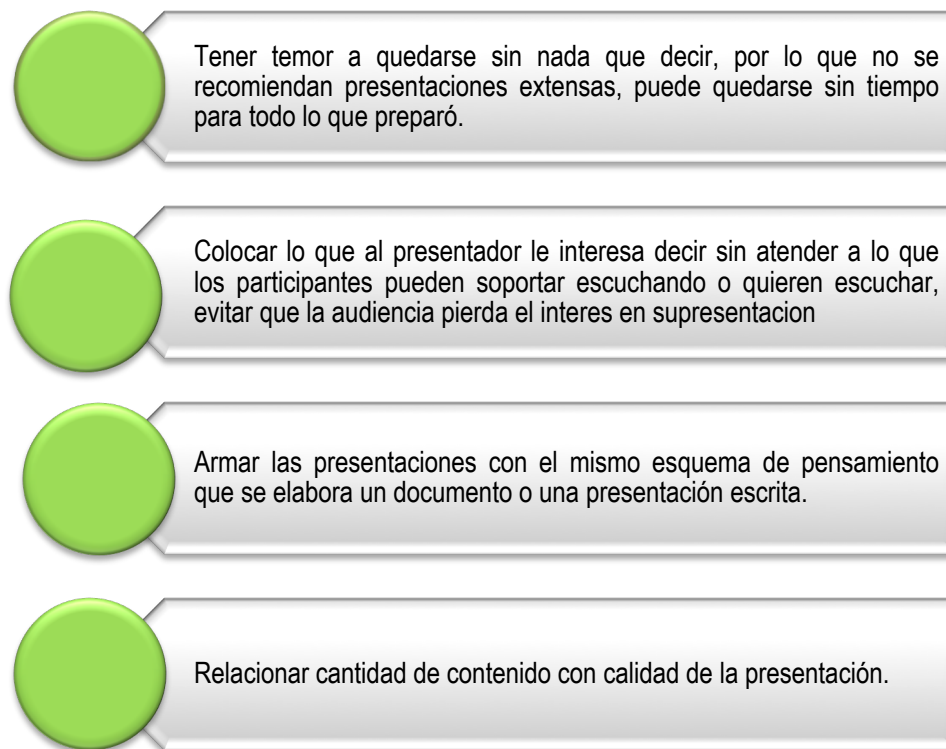 Tener temor a quedarse sin nada que decir, por lo que no se
recomiendan presentaciones extensas, puede quedarse sin tiempo
para todo lo que preparó.
Colocar lo que al presentador le interesa decir sin atender a lo que
los participantes pueden soportar escuchando o quieren escuchar,
evitar que la audiencia pierda el interes en supresentacion
Armar las presentaciones con el mismo esquema de pensamiento
que se elabora un documento o una presentación escrita.
Relacionar cantidad de contenido con calidad de la presentación.